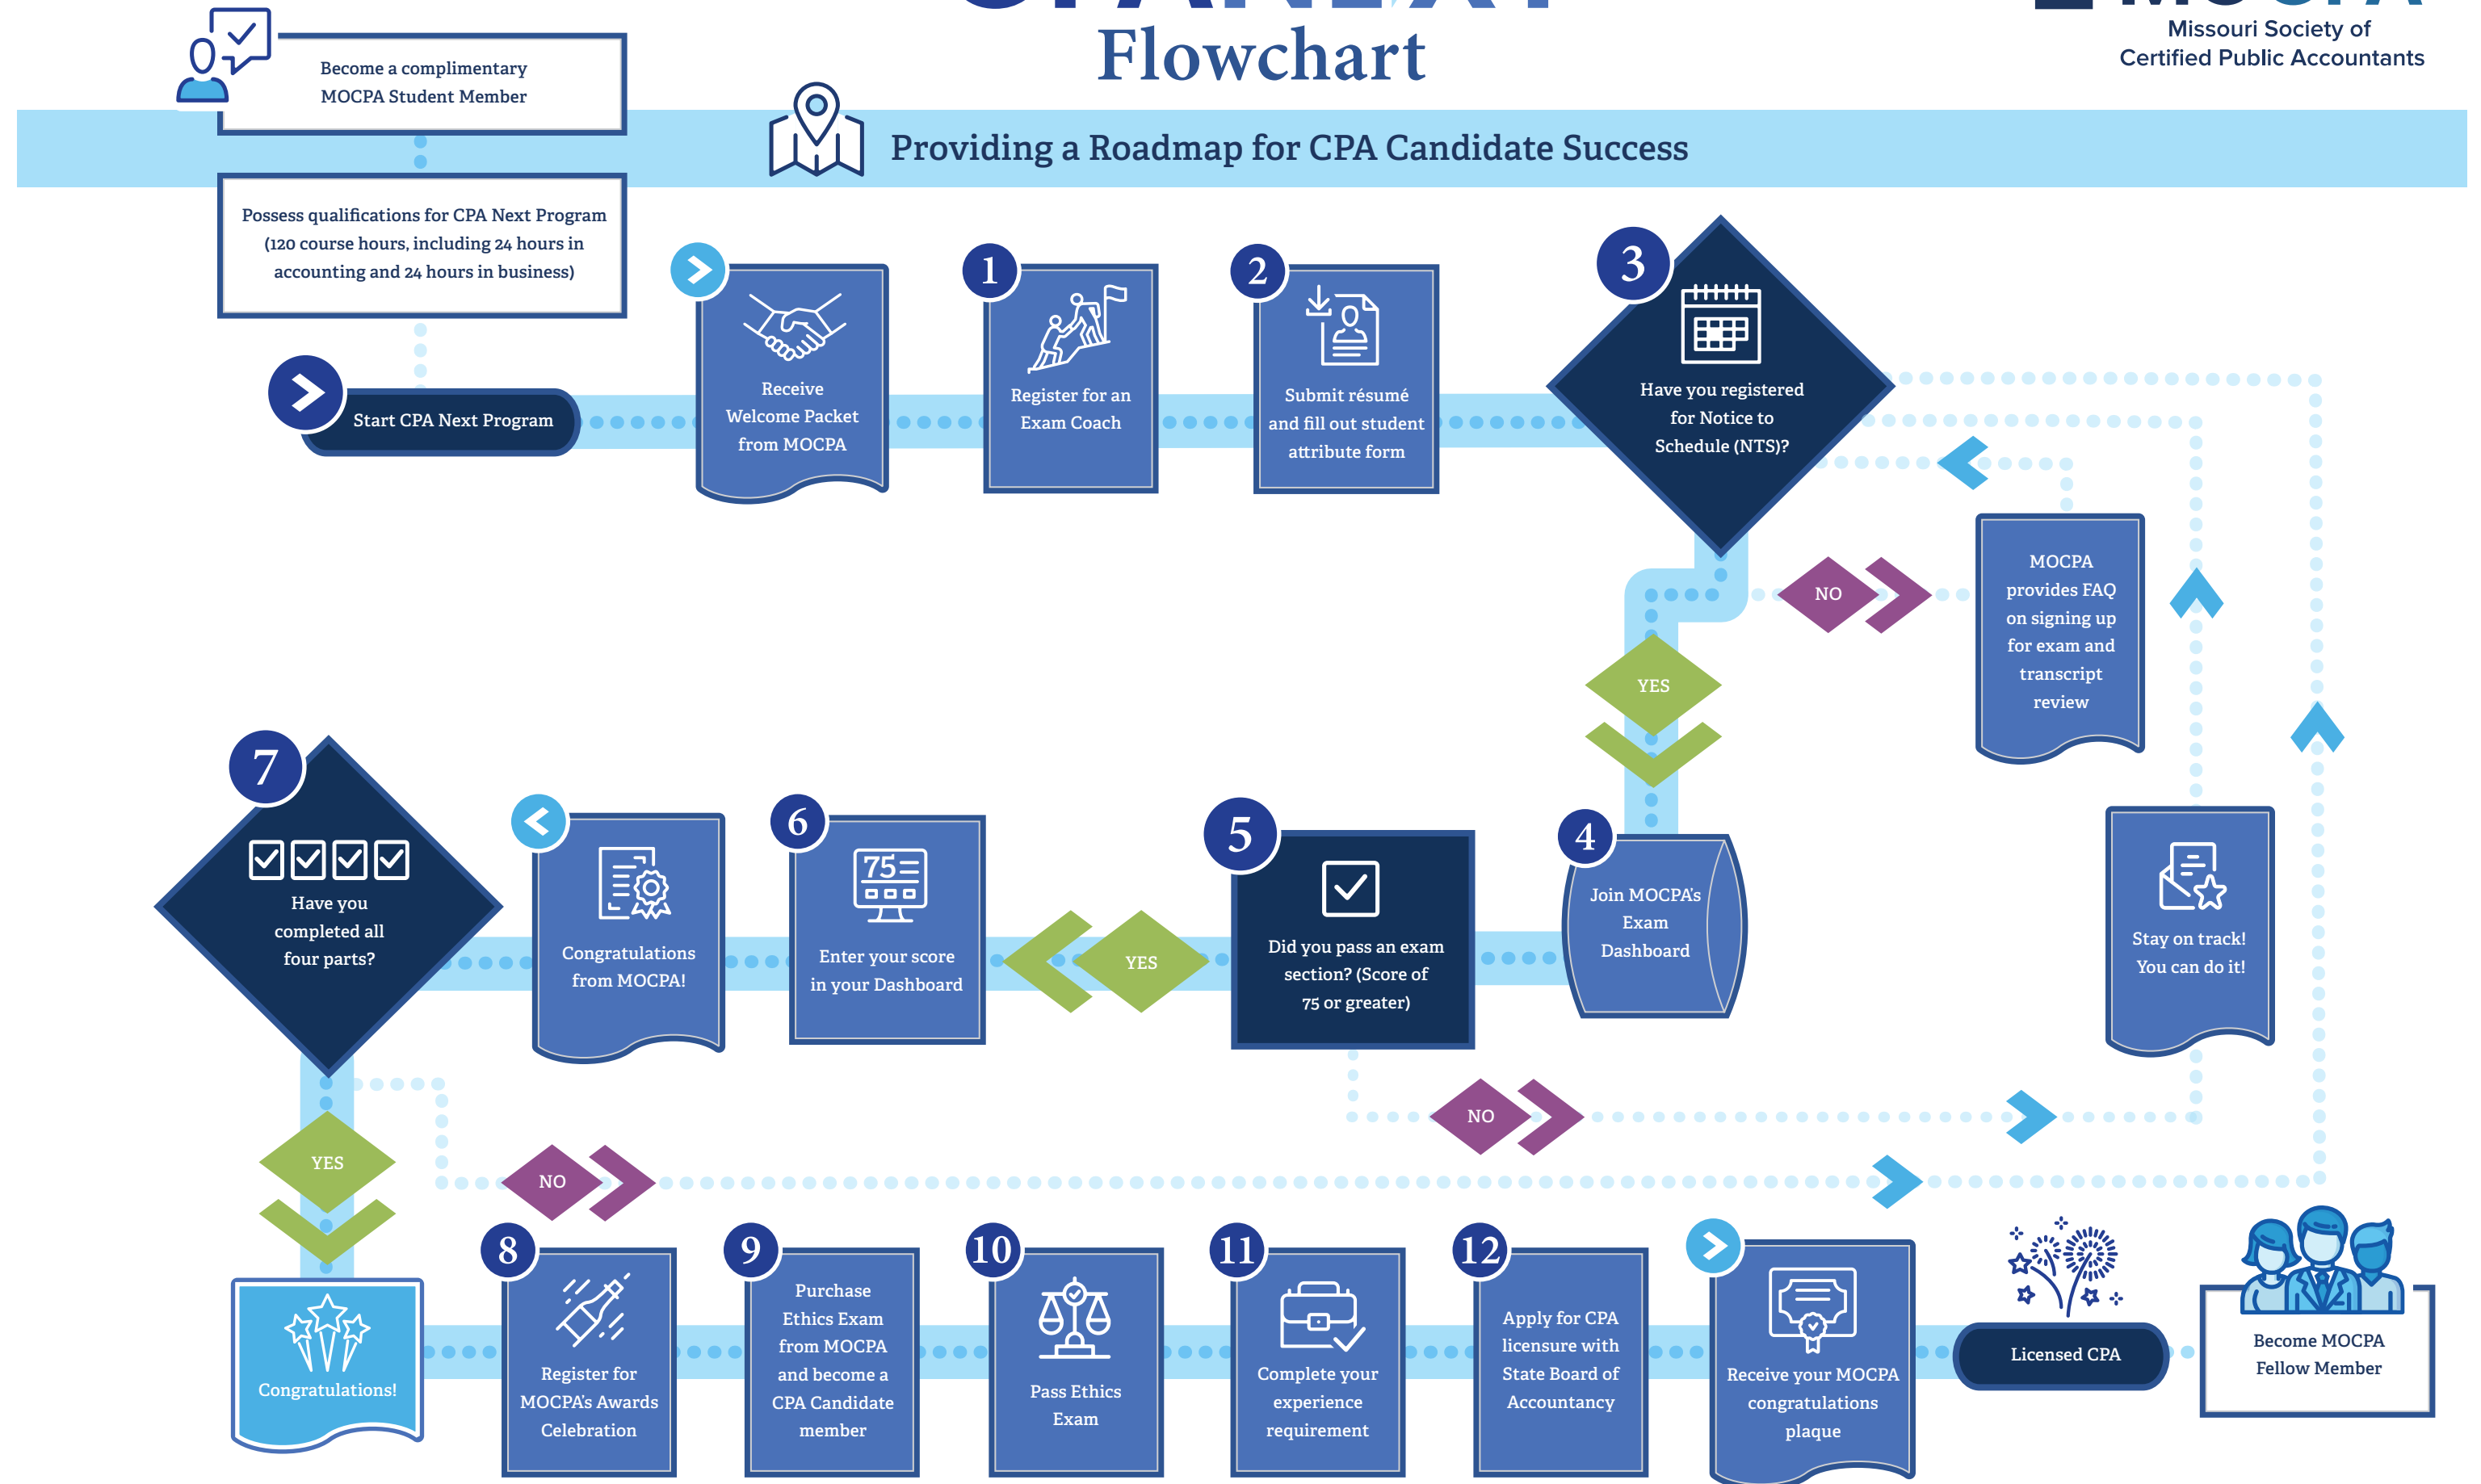 Flowchart
Missouri Society of
Certified Public Accountants
Providing a Roadmap for CPA Candidate Success
Become a complimentary
MOCPA Student Member
Possess qualifications for CPA Next Program
(120 course hours, including 24 hours in
accounting and 24 hours in business)
Start CPA Next Program
Receive
Welcome Packet
from MOCPA
1
Register for an
Exam Coach
2
Submit résumé
and fill out student
attribute form
3
Have you registered
for Notice to
Schedule (NTS)?
NO
MOCPA
provides FAQ
on signing up
for exam and
transcript
review
YES
4
Join MOCPA's
Exam
Dashboard
5
Did you pass an exam
section? (Score of
75 or greater)
NO
Stay on track!
You can do it!
YES
6
75
Enter your score
in your Dashboard
Congratulations
from MOCPA!
7
Have you
completed all
four parts?
NO
YES
Congratulations!
8
Register for
MOCPA's Awards
Celebration
9
Purchase
Ethics Exam
from MOCPA
and become a
CPA Candidate
member
10
Pass Ethics
Exam
11
Complete your
experience
requirement
12
Apply for CPA
licensure with
State Board of
Accountancy
Receive your MOCPA
congratulations
plaque
Licensed CPA
Become MOCPA
Fellow Member